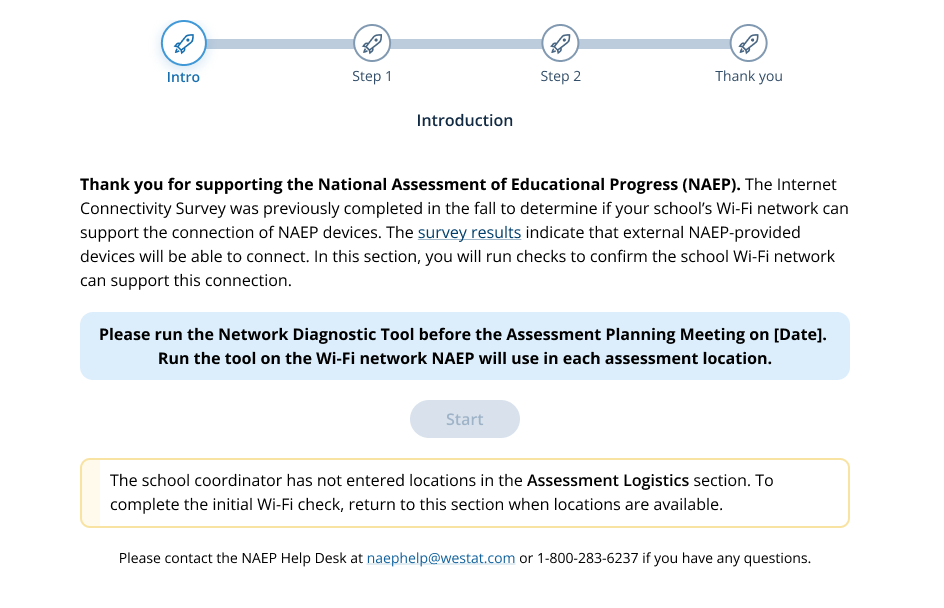 Intro
Step 1
Step 2
Thank you
Introduction
Thank you for supporting the National Assessment of Educational Progress (NAEP). The Internet
Connectivity Survey was previously completed in the fall to determine if your school’s Wi-Fi network can
support the connection of NAEP devices. The survey results indicate that external NAEP-provided
devices will be able to connect. In this section, you will run checks to confirm the school Wi-Fi network
can support this connection.
Please run the Network Diagnostic Tool before the Assessment Planning Meeting on [Date].
Run the tool on the Wi-Fi network NAEP will use in each assessment location.
Start
The school coordinator has not entered locations in the Assessment Logistics section. To
complete the initial Wi-Fi check, return to this section when locations are available.
Please contact the NAEP Help Desk at naephelp@westat.com or 1-800-283-6237 if you have any questions.